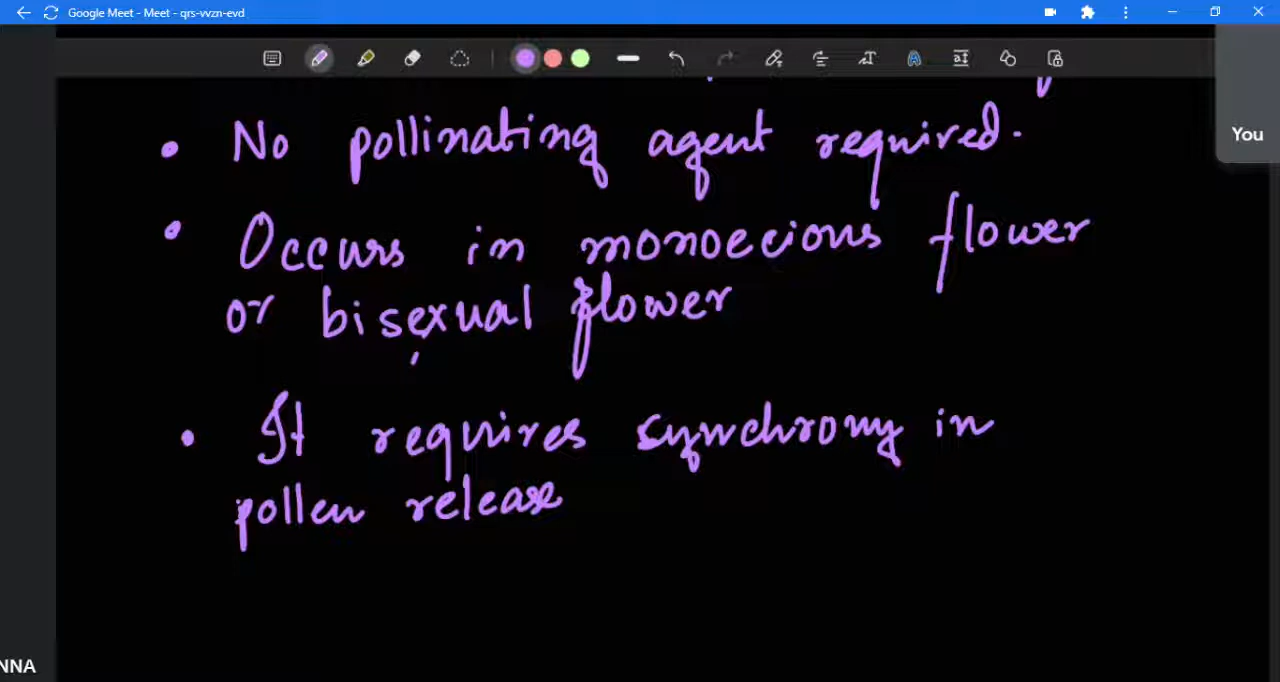 Google Meet - Meet - qrs-vvzn-evd
You
• No pollinating agent required.
• Occurs in monoecious flower
or bisexual flower
• It requires synchrony in
pollen release
NNA